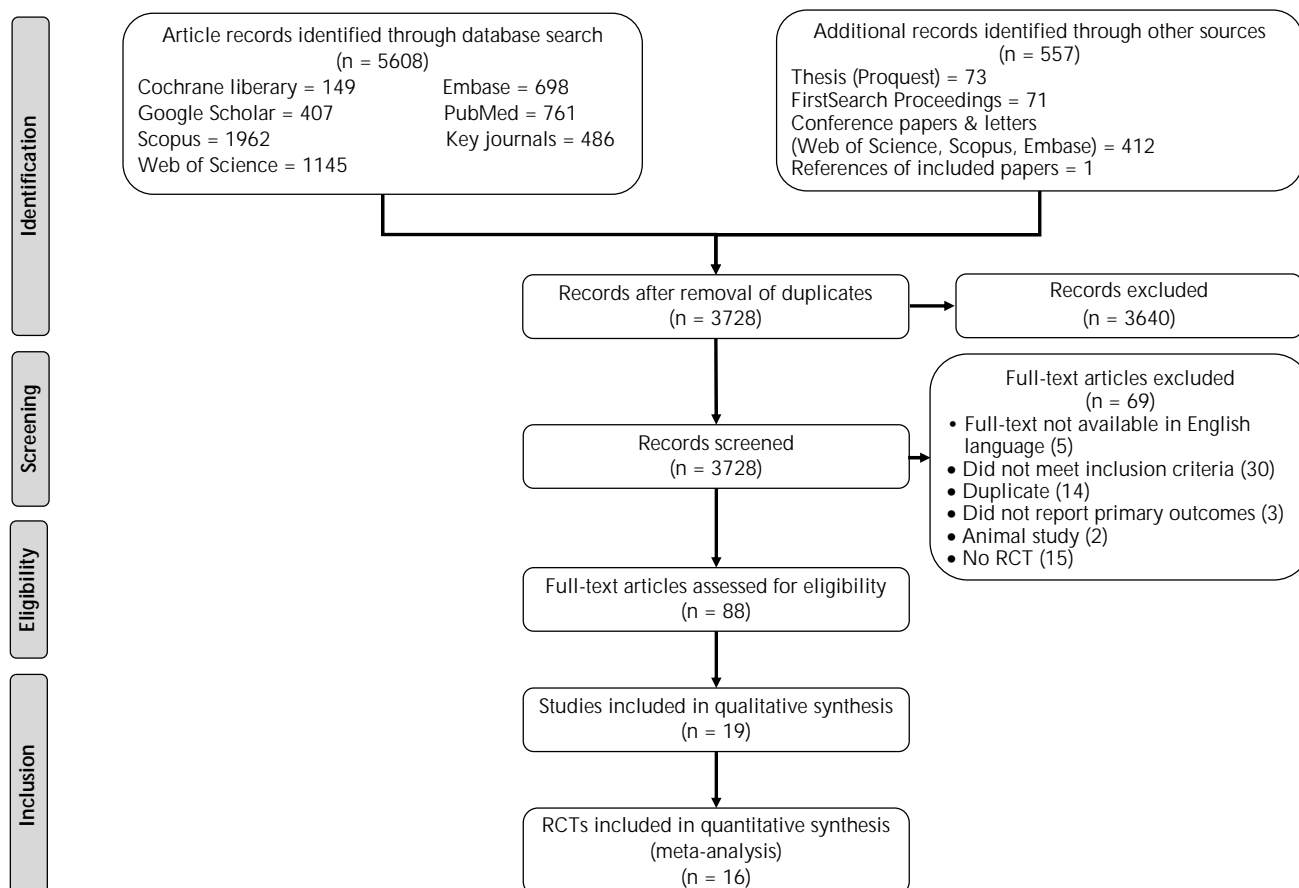 Identification
Article records identified through database search
(n = 5608)
Cochrane liberary = 149
Embase = 698
Google Scholar = 407
PubMed = 761
Scopus = 1962
Key journals = 486
Web of Science = 1145
Additional records identified through other sources
(n = 557)
Thesis (Proquest) = 73
FirstSearch Proceedings = 71
Conference papers & letters
(Web of Science, Scopus, Embase) = 412
References of included papers = 1
Records after removal of duplicates
(n = 3728)
Records excluded
(n = 3640)
Screening
Records screened
(n = 3728)
Full-text articles excluded
(n = 69)
• Full-text not available in English
language (5)
● Did not meet inclusion criteria (30)
● Duplicate (14)
● Did not report primary outcomes (3)
● Animal study (2)
● No RCT (15)
Eligibility
Full-text articles assessed for eligibility
(n = 88)
Inclusion
Studies included in qualitative synthesis
(n = 19)
RCTs included in quantitative synthesis
(meta-analysis)
(n = 16)